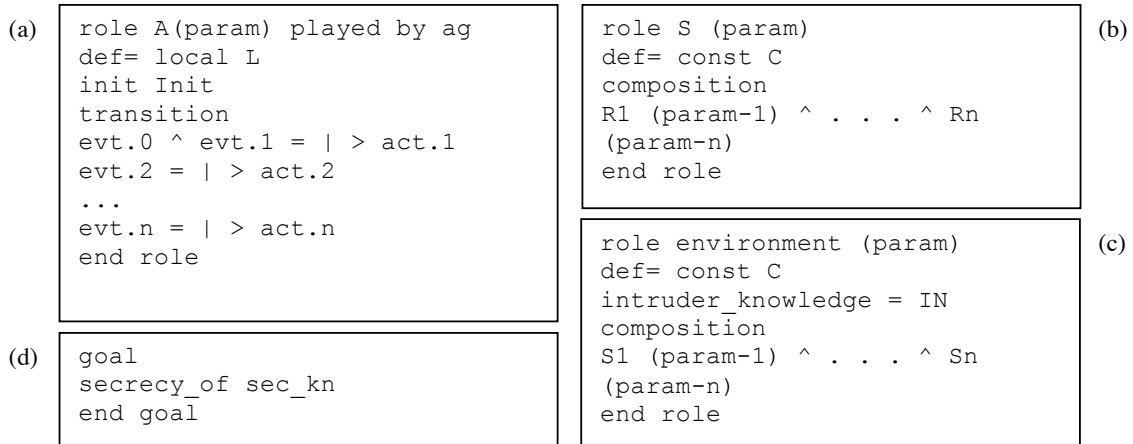 (a)
role A(param) played by ag
def= local L
init Init
transition
evt.0 ^ evt.1 = | > act.1
evt.2 = | > act.2
...
evt.n = | > act.n
end role
(b)
role S (param)
def= const C
composition
R1 (param-1) ^ . . . ^ Rn
(param-n)
end role
(c)
role environment (param)
def= const C
intruder_knowledge = IN
composition
S1 (param-1) ^ . . . ^ Sn
(param-n)
end role
(d)
goal
secrecy_of sec_kn
end goal